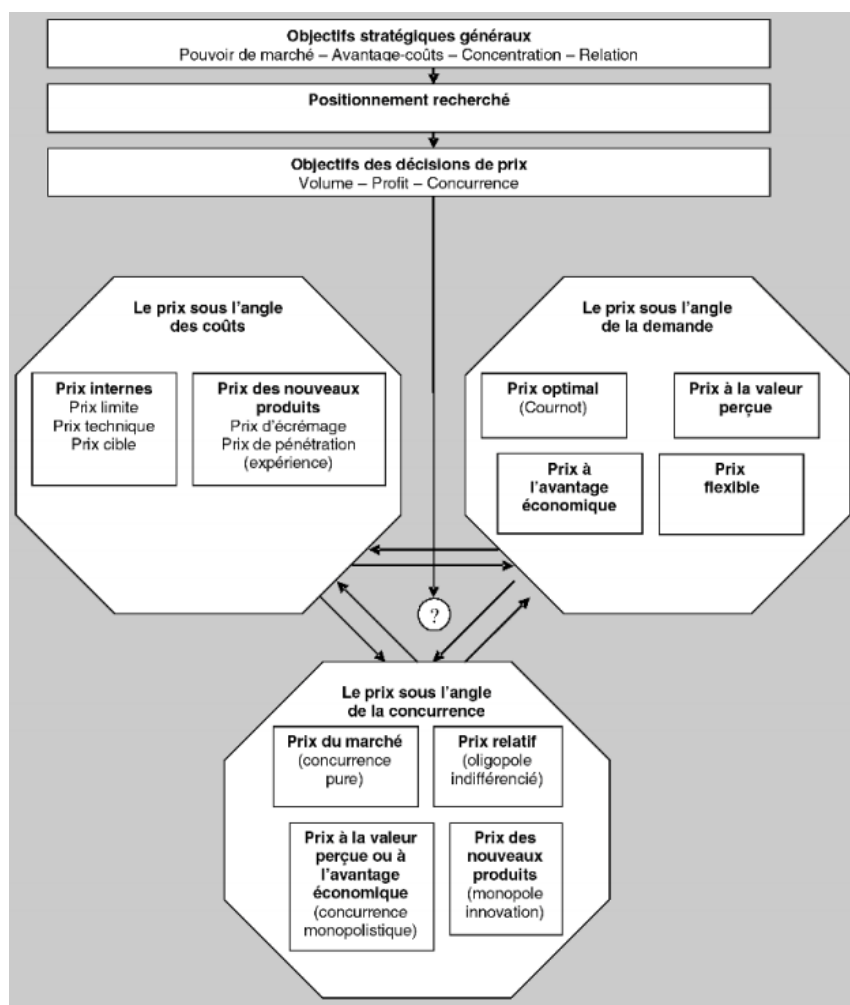 Objectifs stratégiques généraux
Pouvoir de marché – Avantage-coûts – Concentration – Relation
Positionnement recherché
Objectifs des décisions de prix
Volume – Profit – Concurrence
Le prix sous l'angle
des coûts
Prix internes
Prix limite
Prix technique
Prix cible
Prix des nouveaux
produits
Prix d'écrémage
Prix de pénétration
(expérience)
Le prix sous l'angle
de la demande
Prix optimal
(Cournot)
Prix à la valeur
perçue
Prix à
l'avantage
économique
Prix
flexible
?
Le prix sous l'angle
de la concurrence
Prix du marché
(concurrence
pure)
Prix relatif
(oligopole
indifférencié)
Prix à la valeur
perçue ou à
l'avantage
économique
(concurrence
monopolistique)
Prix des
nouveaux
produits
(monopole
innovation)